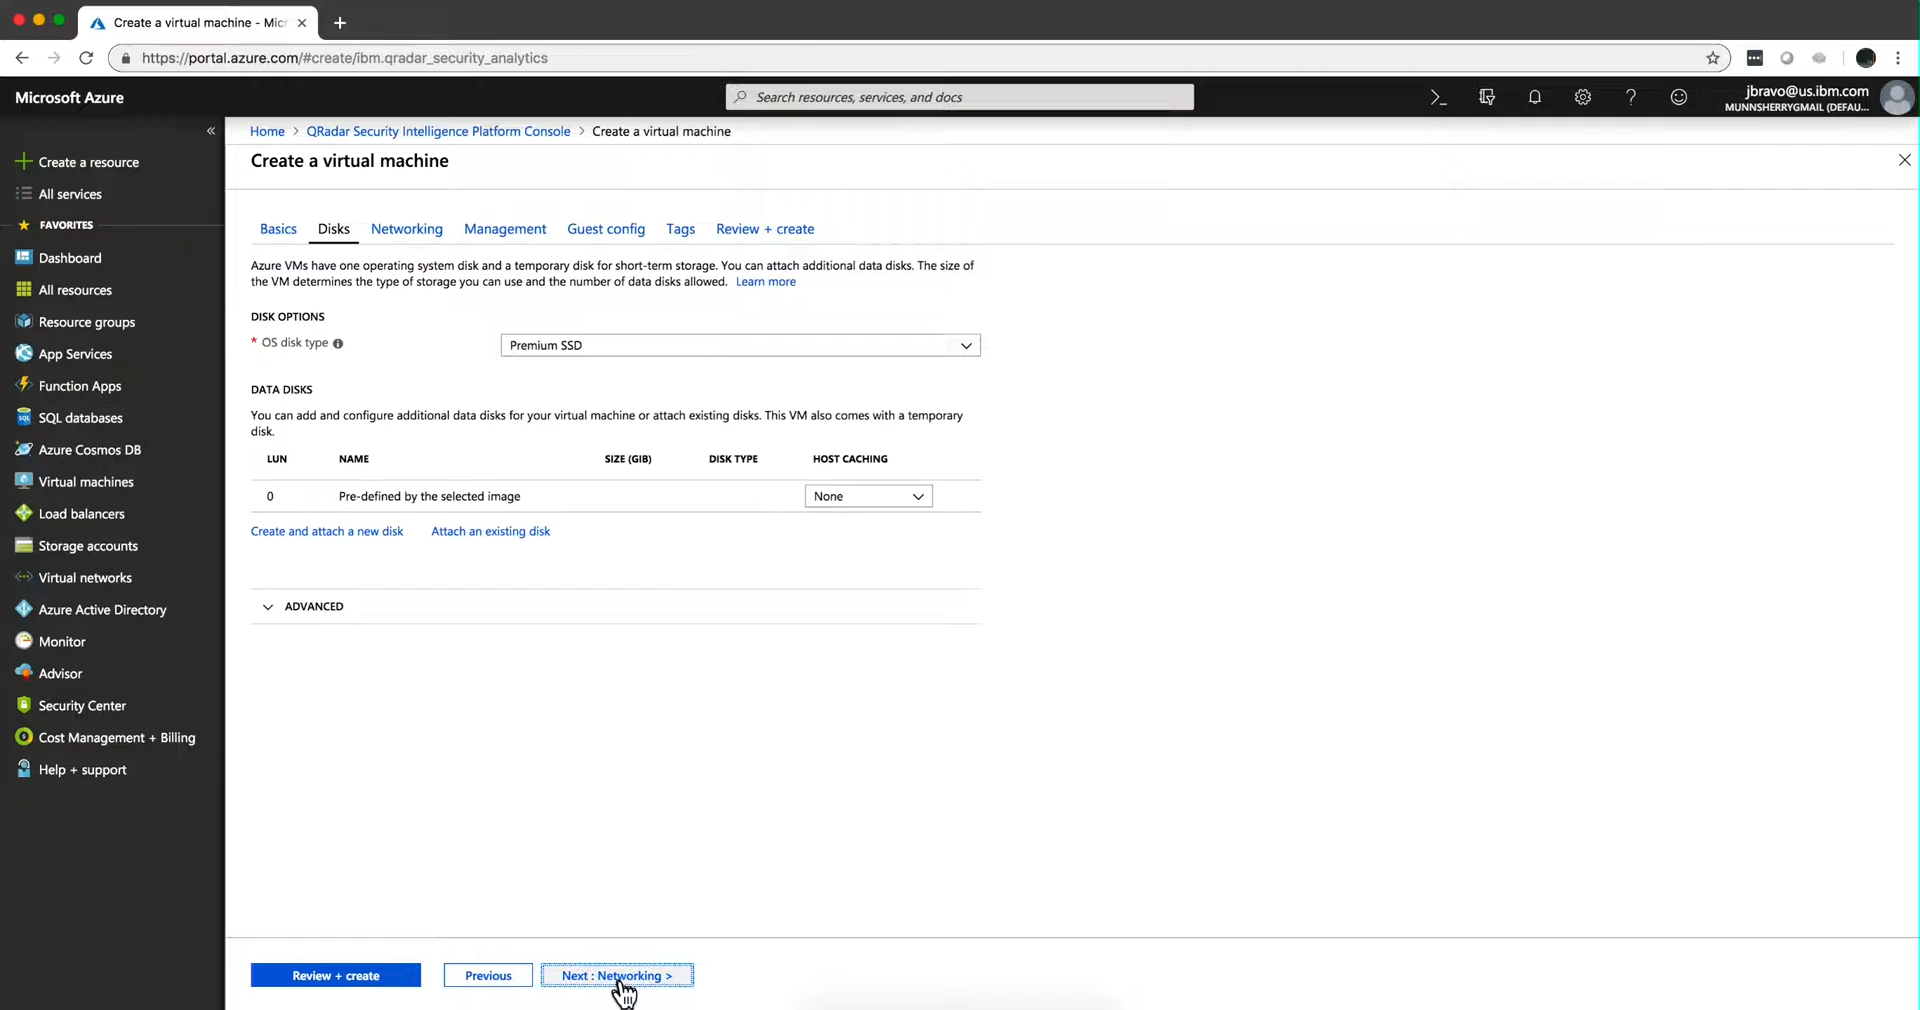 Create a virtual machine - Mic
https://portal.azure.com/#create/ibm.qradar_security_analytics
Microsoft Azure
Search resources, services, and docs
jbravo@us.ibm.com
MUNNSHERRYGMAIL (DEFAU...
Home > QRadar Security Intelligence Platform Console > Create a virtual machine
Create a virtual machine
Create a resource
All services
FAVORITES
Dashboard
All resources
Resource groups
App Services
Function Apps
SQL databases
Azure Cosmos DB
Virtual machines
Load balancers
Storage accounts
Virtual networks
Azure Active Directory
Monitor
Advisor
Security Center
Cost Management + Billing
Help + support
Basics Disks Networking Management Guest config Tags Review + create
Azure VMs have one operating system disk and a temporary disk for short-term storage. You can attach additional data disks. The size of
the VM determines the type of storage you can use and the number of data disks allowed. Learn more
DISK OPTIONS
* OS disk type Premium SSD
DATA DISKS
You can add and configure additional data disks for your virtual machine or attach existing disks. This VM also comes with a temporary
disk.
LUN NAME SIZE (GIB) DISK TYPE HOST CACHING
0 Pre-defined by the selected image None
Create and attach a new disk Attach an existing disk
ADVANCED
Review + create Previous Next : Networking >